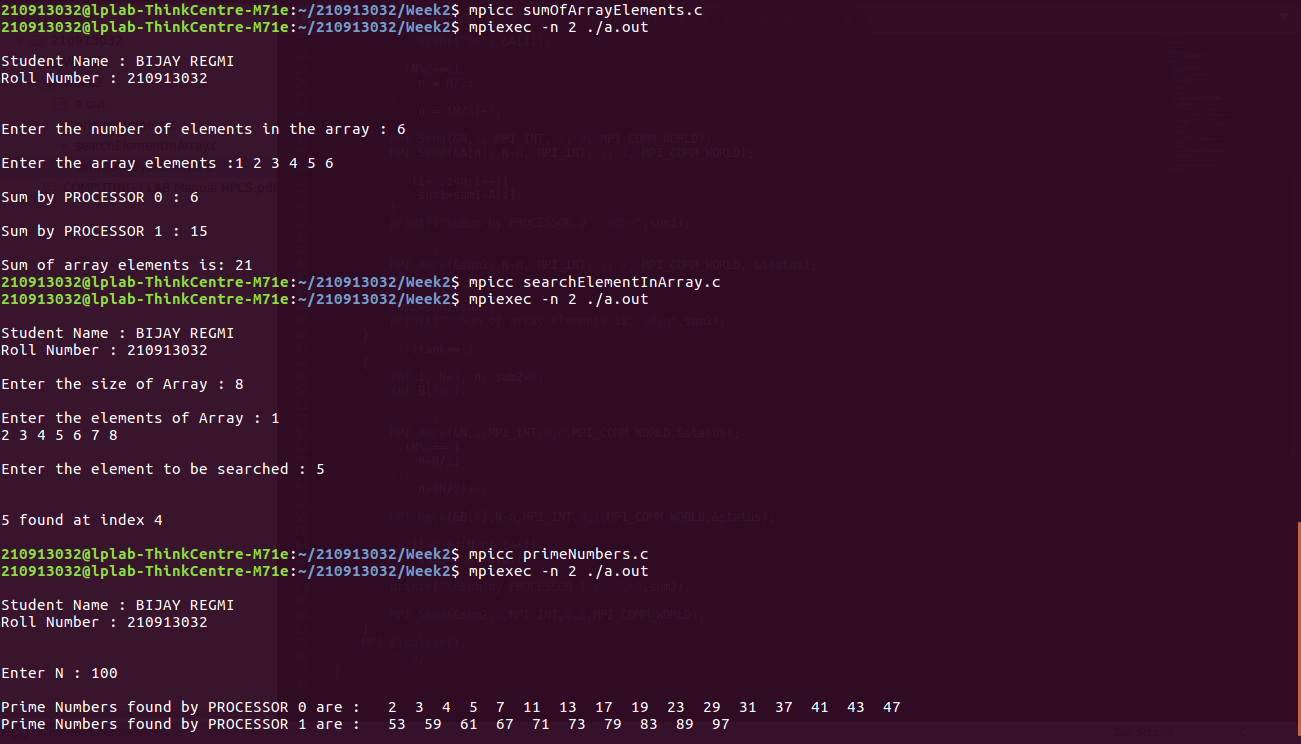 210913032@lplab-ThinkCentre-M71e:~/210913032/Week2$ mpicc sumOfArrayElements.c
210913032@lplab-ThinkCentre-M71e:~/210913032/Week2$ mpiexec -n 2 ./a.out
Student Name : BIJAY REGMI
Roll Number : 210913032
Enter the number of elements in the array : 6
Enter the array elements :1 2 3 4 5 6
Sum by PROCESSOR 0 : 6
Sum by PROCESSOR 1 : 15
Sum of array elements is: 21
210913032@lplab-ThinkCentre-M71e:~/210913032/Week2$ mpicc searchElementInArray.c
210913032@lplab-ThinkCentre-M71e:~/210913032/Week2$ mpiexec -n 2 ./a.out
Student Name : BIJAY REGMI
Roll Number : 210913032
Enter the size of Array : 8
Enter the elements of Array : 1
2 3 4 5 6 7 8
Enter the element to be searched : 5
5 found at index 4
210913032@lplab-ThinkCentre-M71e:~/210913032/Week2$ mpicc primeNumbers.c
210913032@lplab-ThinkCentre-M71e:~/210913032/Week2$ mpiexec -n 2 ./a.out
Student Name : BIJAY REGMI
Roll Number : 210913032
Enter N : 100
Prime Numbers found by PROCESSOR 0 are : 2 3 4 5 7 11 13 17 19 23 29 31 37 41 43 47
Prime Numbers found by PROCESSOR 1 are : 53 59 61 67 71 73 79 83 89 97